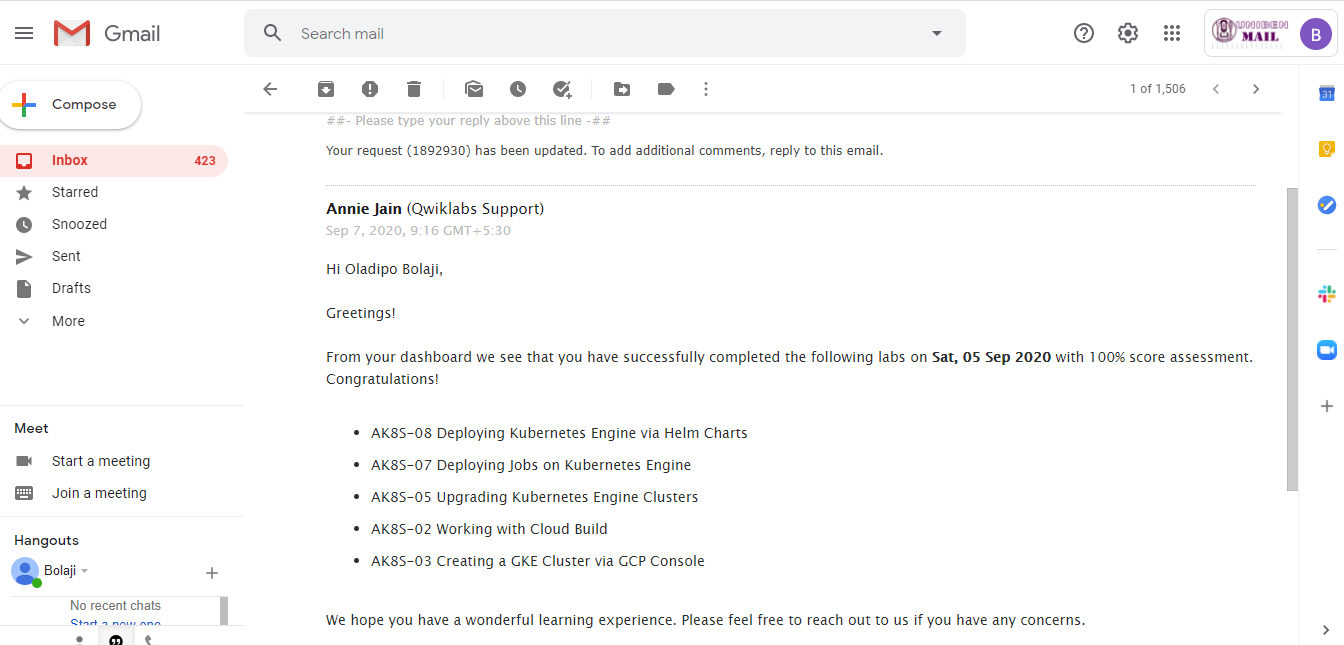 Gmail
Search mail
UNIBEN
MAIL
B
Compose
1 of 1,506
31
##- Please type your reply above this line -##
Your request (1892930) has been updated. To add additional comments, reply to this email.
Inbox 423
Starred
Snoozed
Sent
Drafts
More
Annie Jain (Qwiklabs Support)
Sep 7, 2020, 9:16 GMT+5:30
Hi Oladipo Bolaji,
Greetings!
From your dashboard we see that you have successfully completed the following labs on Sat, 05 Sep 2020 with 100% score assessment.
Congratulations!
• AK8S-08 Deploying Kubernetes Engine via Helm Charts
• AK8S-07 Deploying Jobs on Kubernetes Engine
• AK8S-05 Upgrading Kubernetes Engine Clusters
• AK8S-02 Working with Cloud Build
• AK8S-03 Creating a GKE Cluster via GCP Console
We hope you have a wonderful learning experience. Please feel free to reach out to us if you have any concerns.
Meet
Start a meeting
Join a meeting
Hangouts
Bolaji
No recent chats
Start a new one